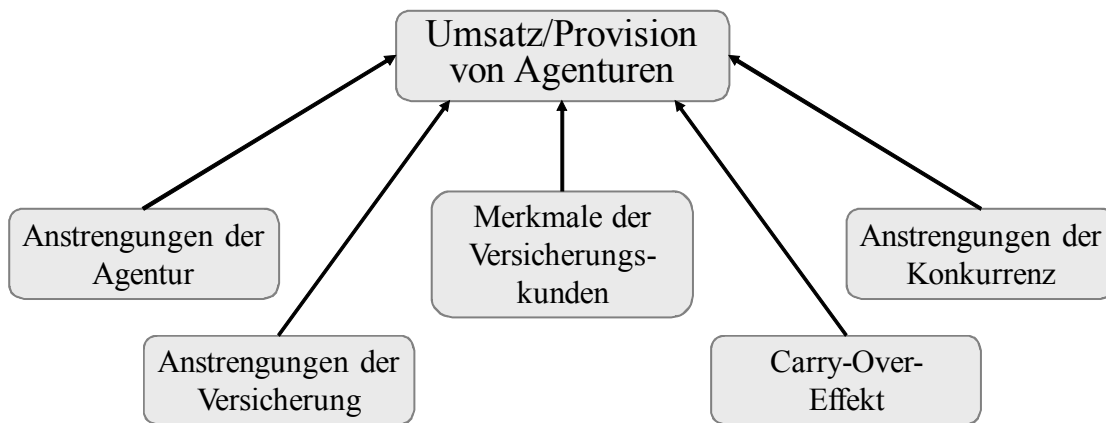 Umsatz/Provision
von Agenturen
Anstrengungen der
Agentur
Merkmale der
Versicherungs-
kunden
Anstrengungen der
Konkurrenz
Anstrengungen der
Versicherung
Carry-Over-
Effekt